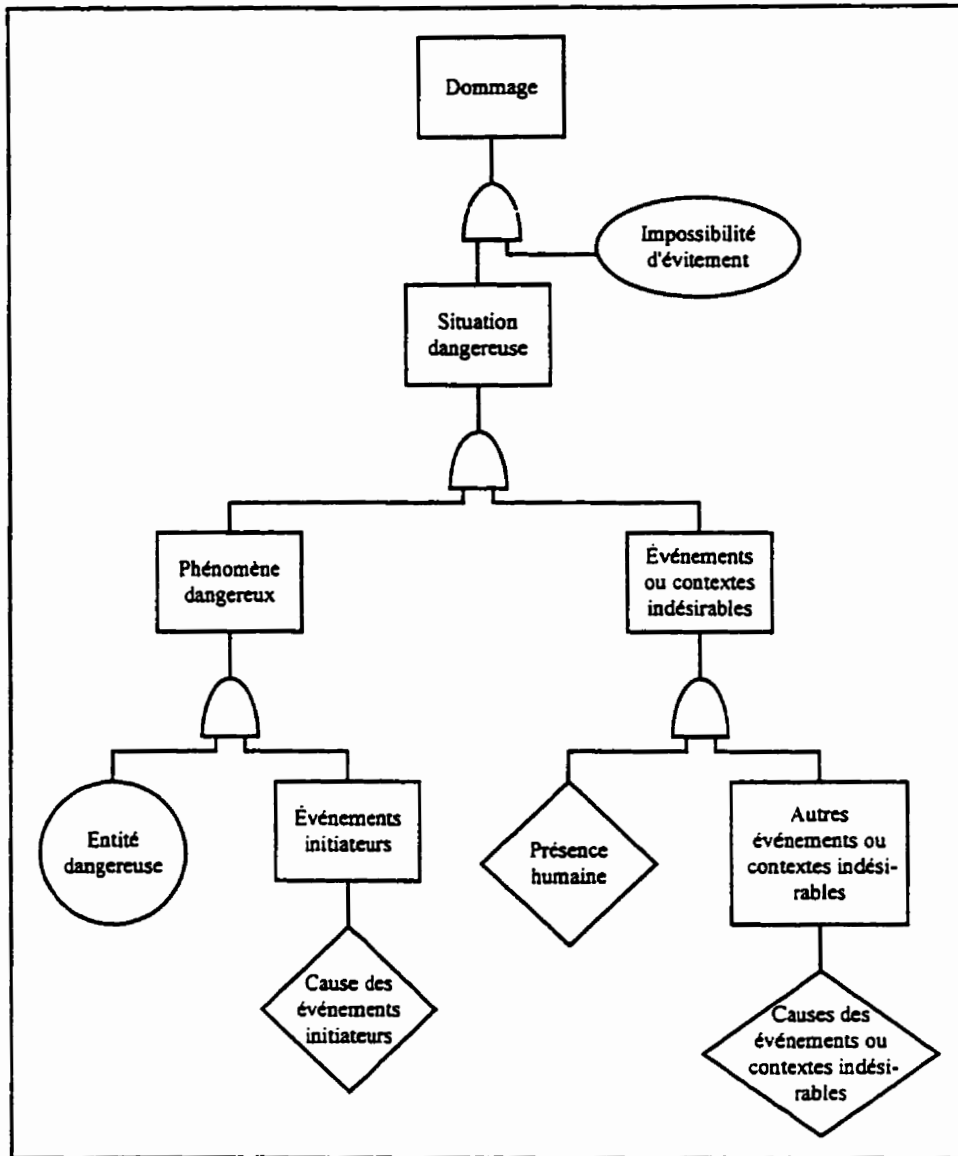 Dommage
Impossibilité
d'évitement
Situation
dangereuse
Phénomène
dangereux
Événements
ou contextes
indésirables
Entité
dangereuse
Événements
initiateurs
Présence
humaine
Autres
événements ou
contextes indési-
rables
Cause des
événements
initiateurs
Causes des
événements ou
contextes indési-
rables